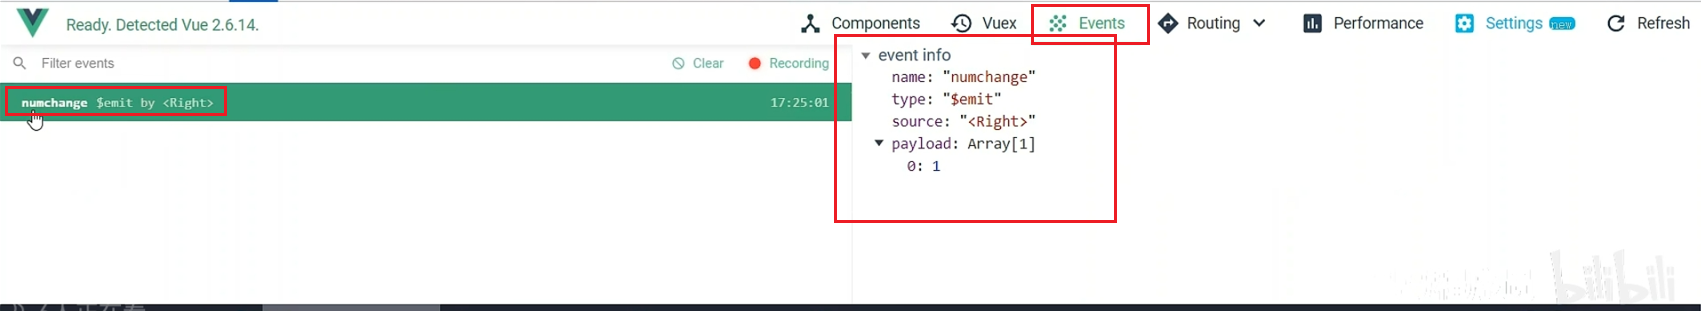 Ready. Detected Vue 2.6.14.
Components Vuex Events Routing Performance Settings new Refresh
Filter events Clear Recording
numchange $emit by <Right> 17:25:01
event info
name: "numchange"
type: "$emit"
source: "<Right>"
payload: Array[1]
0: 1
bilibili